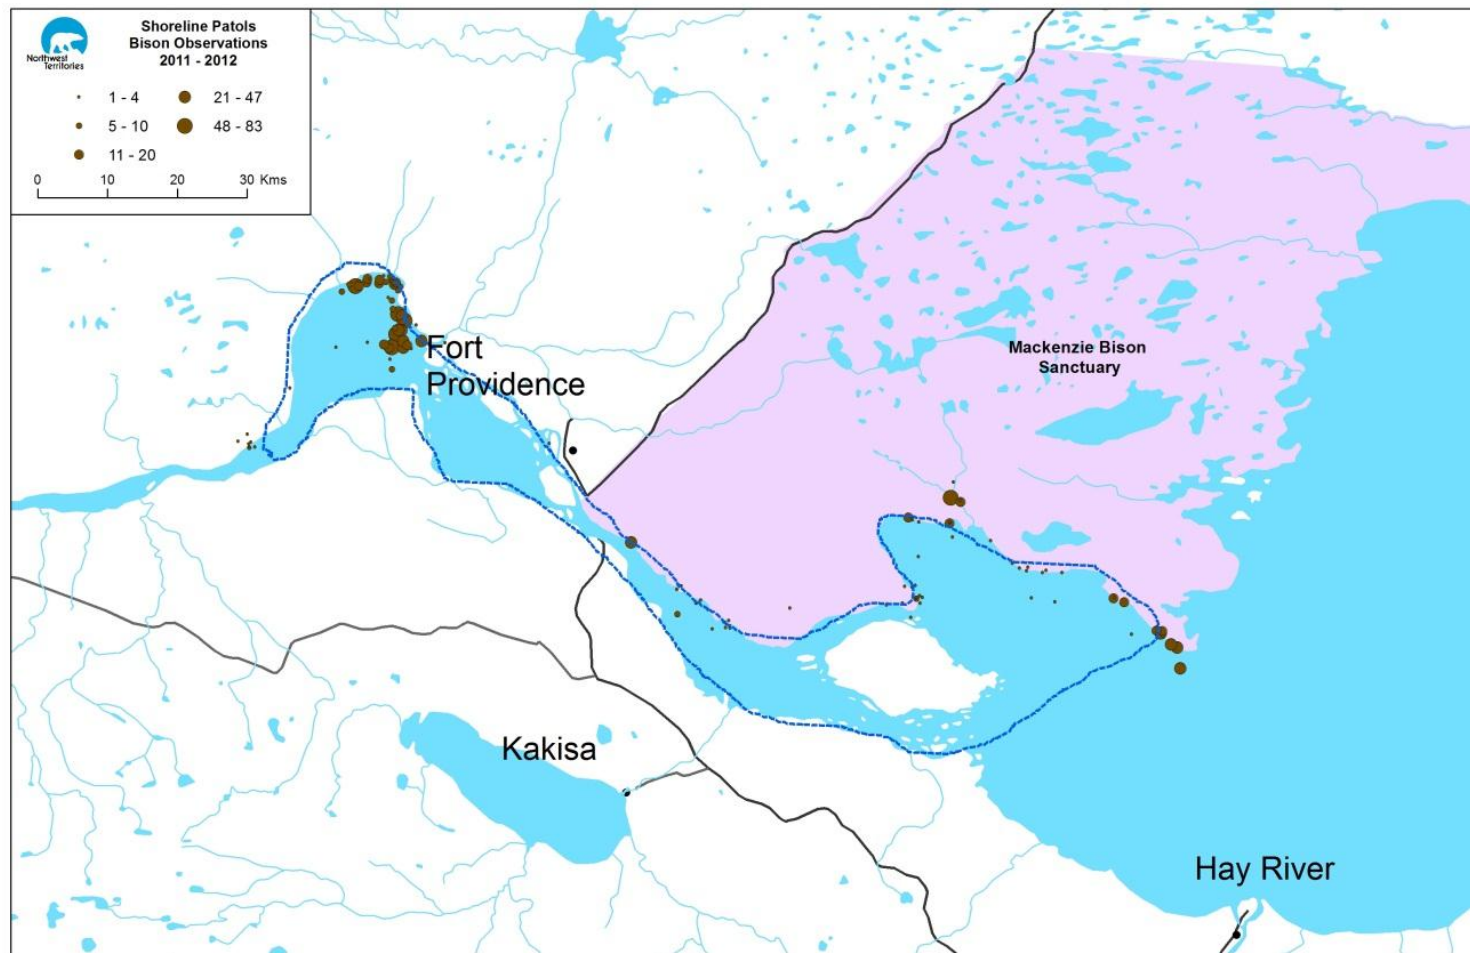 Northwest
Territories
Shoreline Patols
Bison Observations
2011 - 2012
1 - 4
21 - 47
5 - 10
48 - 83
11 - 20
0 10 20 30 Kms
Fort
Providence
Mackenzie Bison
Sanctuary
Kakisa
Hay River